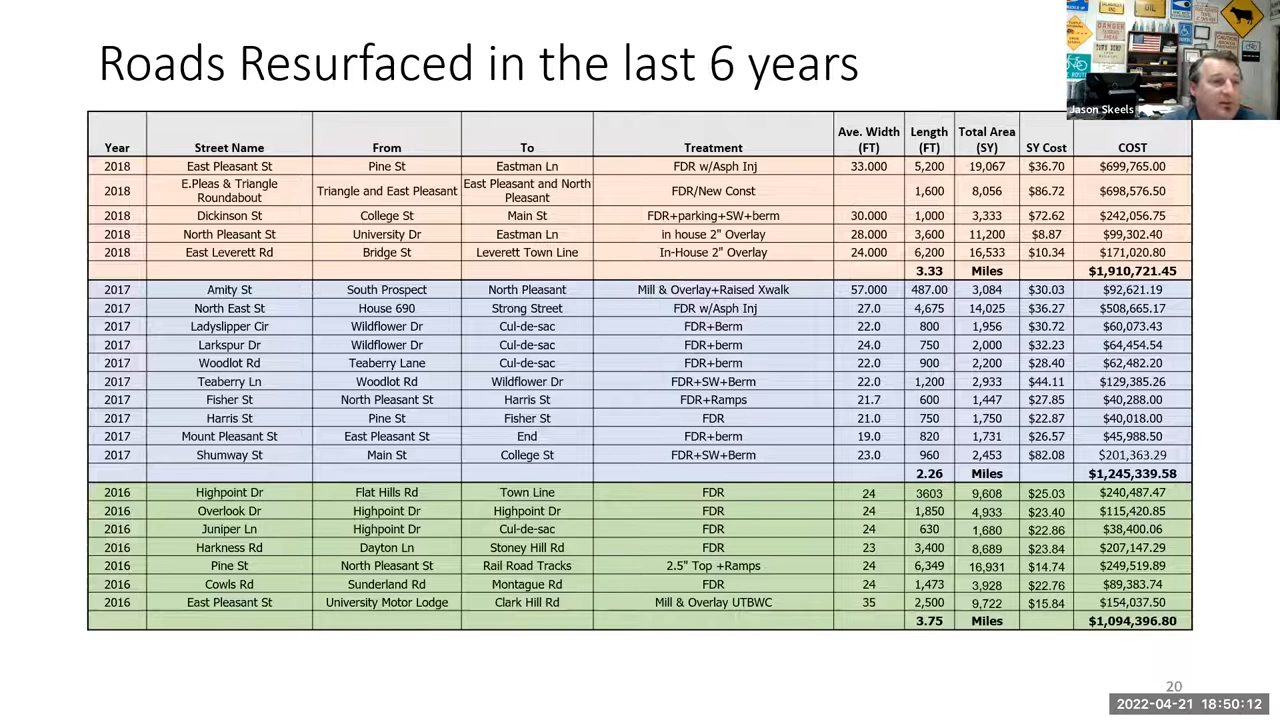 Roads Resurfaced in the last 6 years
DANGER
OIL
CAUTION
Jason Skeels
Year Street Name From To Treatment Ave. Width (FT) Length (FT) Total Area (SY) SY Cost COST
2018 East Pleasant St Pine St Eastman Ln FDR w/Asph Inj 33.000 5,200 19,067 $36.70 $699,765.00
2018 E.Pleas & Triangle Roundabout Triangle and East Pleasant East Pleasant and North Pleasant FDR/New Const 1,600 8,056 $86.72 $698,576.50
2018 Dickinson St College St Main St FDR+parking+SW+berm 30.000 1,000 3,333 $72.62 $242,056.75
2018 North Pleasant St University Dr Eastman Ln in house 2" Overlay 28.000 3,600 11,200 $8.87 $99,302.40
2018 East Leverett Rd Bridge St Leverett Town Line In-House 2" Overlay 24.000 6,200 16,533 $10.34 $171,020.80
3.33 Miles $1,910,721.45
2017 Amity St South Prospect North Pleasant Mill & Overlay+Raised Xwalk 57.000 487.00 3,084 $30.03 $92,621.19
2017 North East St House 690 Strong Street FDR w/Asph Inj 27.0 4,675 14,025 $36.27 $508,665.17
2017 Ladyslipper Cir Wildflower Dr Cul-de-sac FDR+Berm 22.0 800 1,956 $30.72 $60,073.43
2017 Larkspur Dr Wildflower Dr Cul-de-sac FDR+berm 24.0 750 2,000 $32.23 $64,454.54
2017 Woodlot Rd Teaberry Lane Cul-de-sac FDR+berm 22.0 900 2,200 $28.40 $62,482.20
2017 Teaberry Ln Woodlot Rd Wildflower Dr FDR+SW+Berm 22.0 1,200 2,933 $44.11 $129,385.26
2017 Fisher St North Pleasant St Harris St FDR+Ramps 21.7 600 1,447 $27.85 $40,288.00
2017 Harris St Pine St Fisher St FDR 21.0 750 1,750 $22.87 $40,018.00
2017 Mount Pleasant St East Pleasant St End FDR+berm 19.0 820 1,731 $26.57 $45,988.50
2017 Shumway St Main St College St FDR+SW+Berm 23.0 960 2,453 $82.08 $201,363.29
2.26 Miles $1,245,339.58
2016 Highpoint Dr Flat Hills Rd Town Line FDR 24 3603 9,608 $25.03 $240,487.47
2016 Overlook Dr Highpoint Dr Highpoint Dr FDR 24 1,850 4,933 $23.40 $115,420.85
2016 Juniper Ln Highpoint Dr Cul-de-sac FDR 24 630 1,680 $22.86 $38,400.06
2016 Harkness Rd Dayton Ln Stoney Hill Rd FDR 23 3,400 8,689 $23.84 $207,147.29
2016 Pine St North Pleasant St Rail Road Tracks 2.5" Top +Ramps 24 6,349 16,931 $14.74 $249,519.89
2016 Cowls Rd Sunderland Rd Montague Rd FDR 24 1,473 3,928 $22.76 $89,383.74
2016 East Pleasant St University Motor Lodge Clark Hill Rd Mill & Overlay UTBWC 35 2,500 9,722 $15.84 $154,037.50
3.75 Miles $1,094,396.80
20
2022-04-21 18:50:12